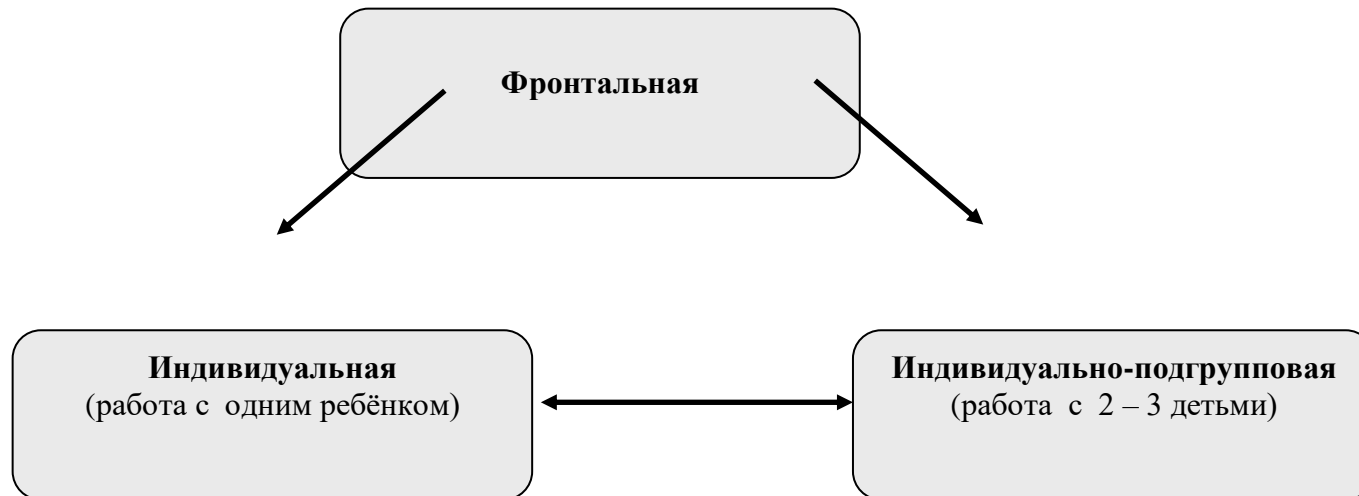 Фронтальная
Индивидуальная
(работа с одним ребёнком)
Индивидуально-подгрупповая
(работа с 2 – 3 детьми)